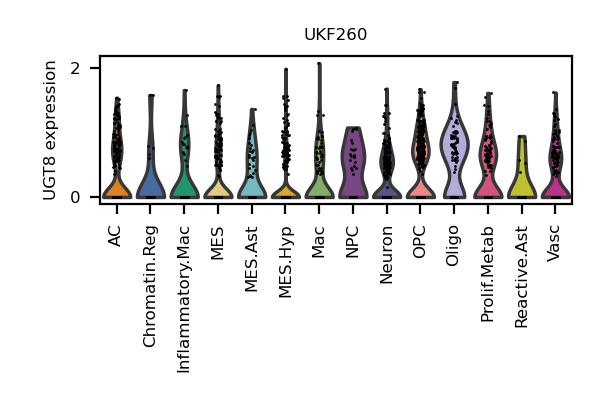 UKF260
UGT8 expression
2
0
AC
Chromatin.Reg
Inflammatory.Mac
MES
MES.Ast
MES.Hyp
Mac
NPC
Neuron
OPC
Oligo
Prolif.Metab
Reactive.Ast
Vasc